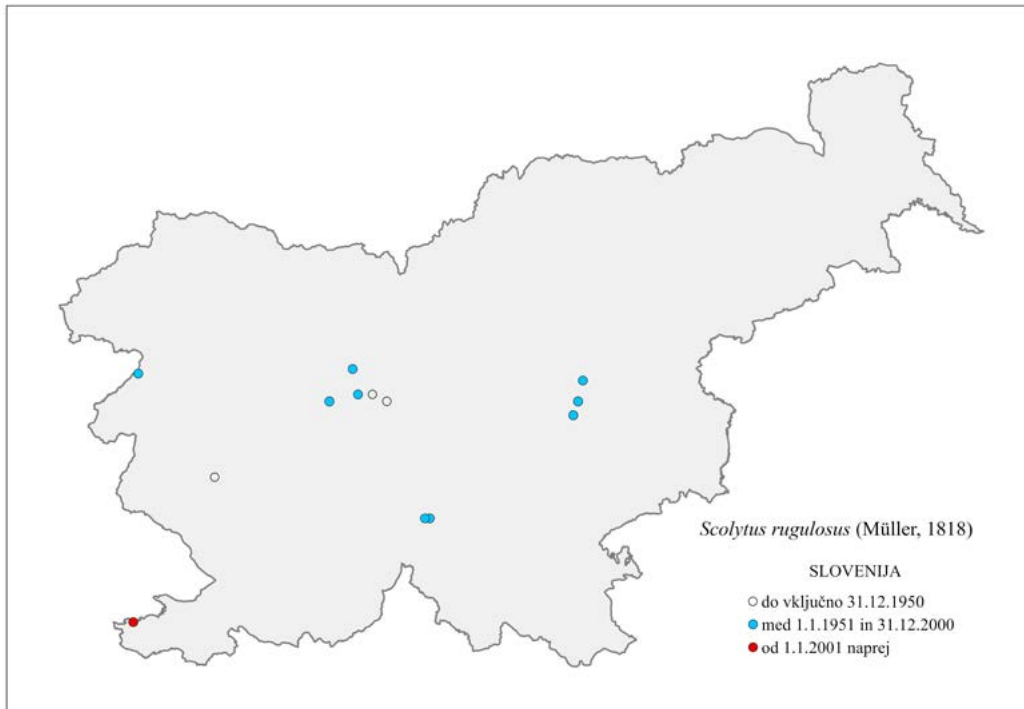 Scolytus rugulosus (Müller, 1818)
SLOVENIJA
do vključno 31.12.1950
med 1.1.1951 in 31.12.2000
od 1.1.2001 naprej